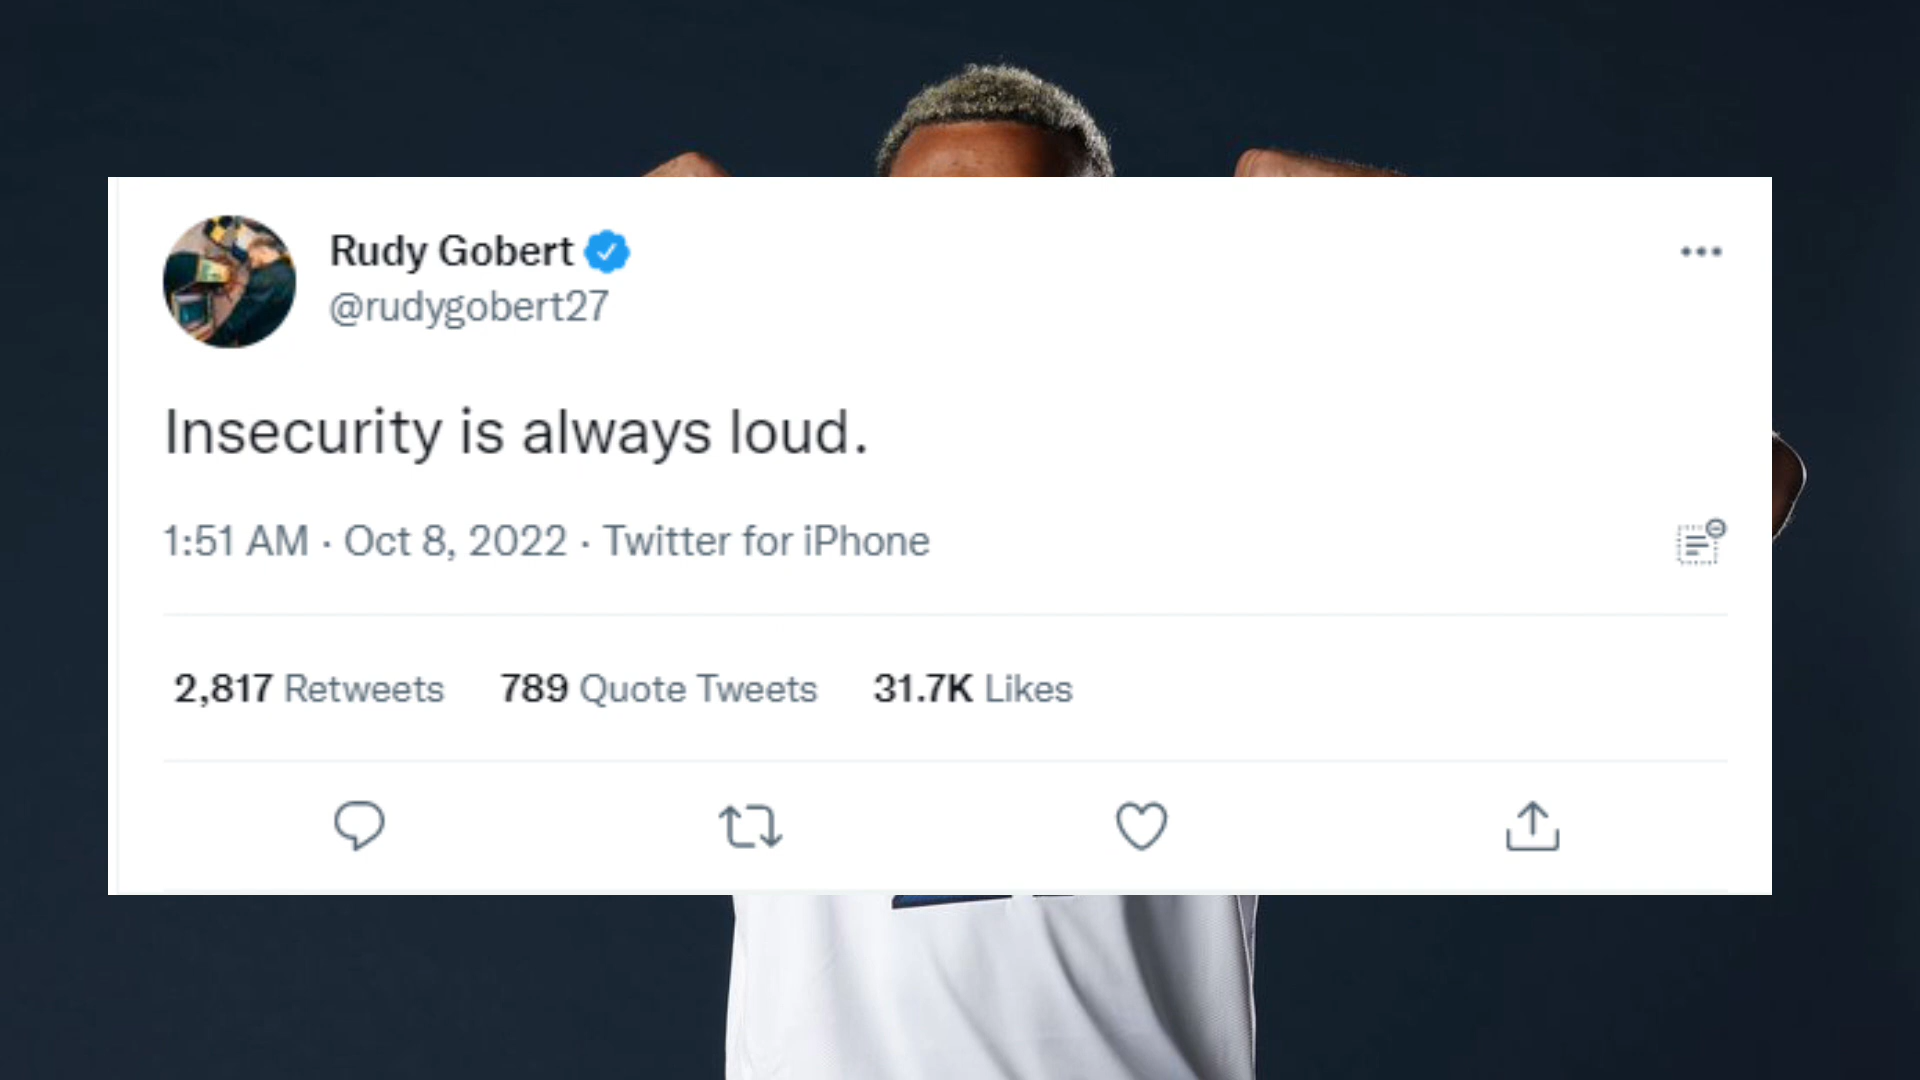 Rudy Gobert
@rudygobert27
Insecurity is always loud.
1:51 AM · Oct 8, 2022 · Twitter for iPhone
2,817 Retweets 789 Quote Tweets 31.7K Likes